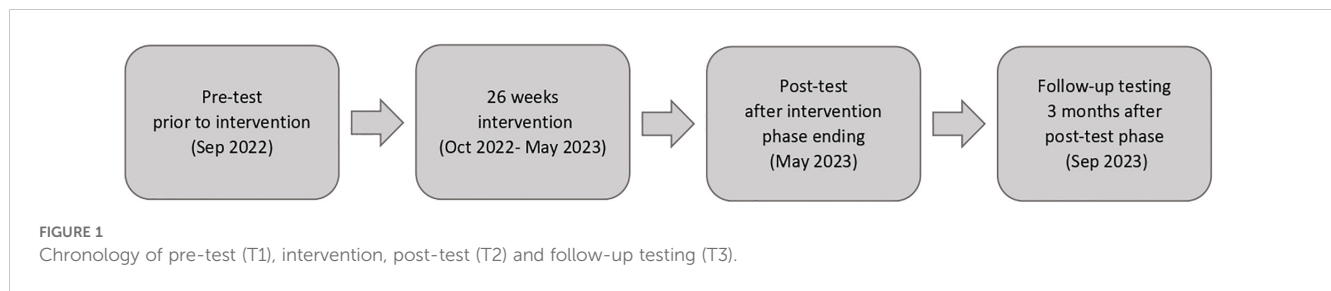 Pre-test
prior to intervention
(Sep 2022)
26 weeks
intervention
(Oct 2022- May 2023)
Post-test
after intervention
phase ending
(May 2023)
Follow-up testing
3 months after
post-test phase
(Sep 2023)
FIGURE 1
Chronology of pre-test (T1), intervention, post-test (T2) and follow-up testing (T3).